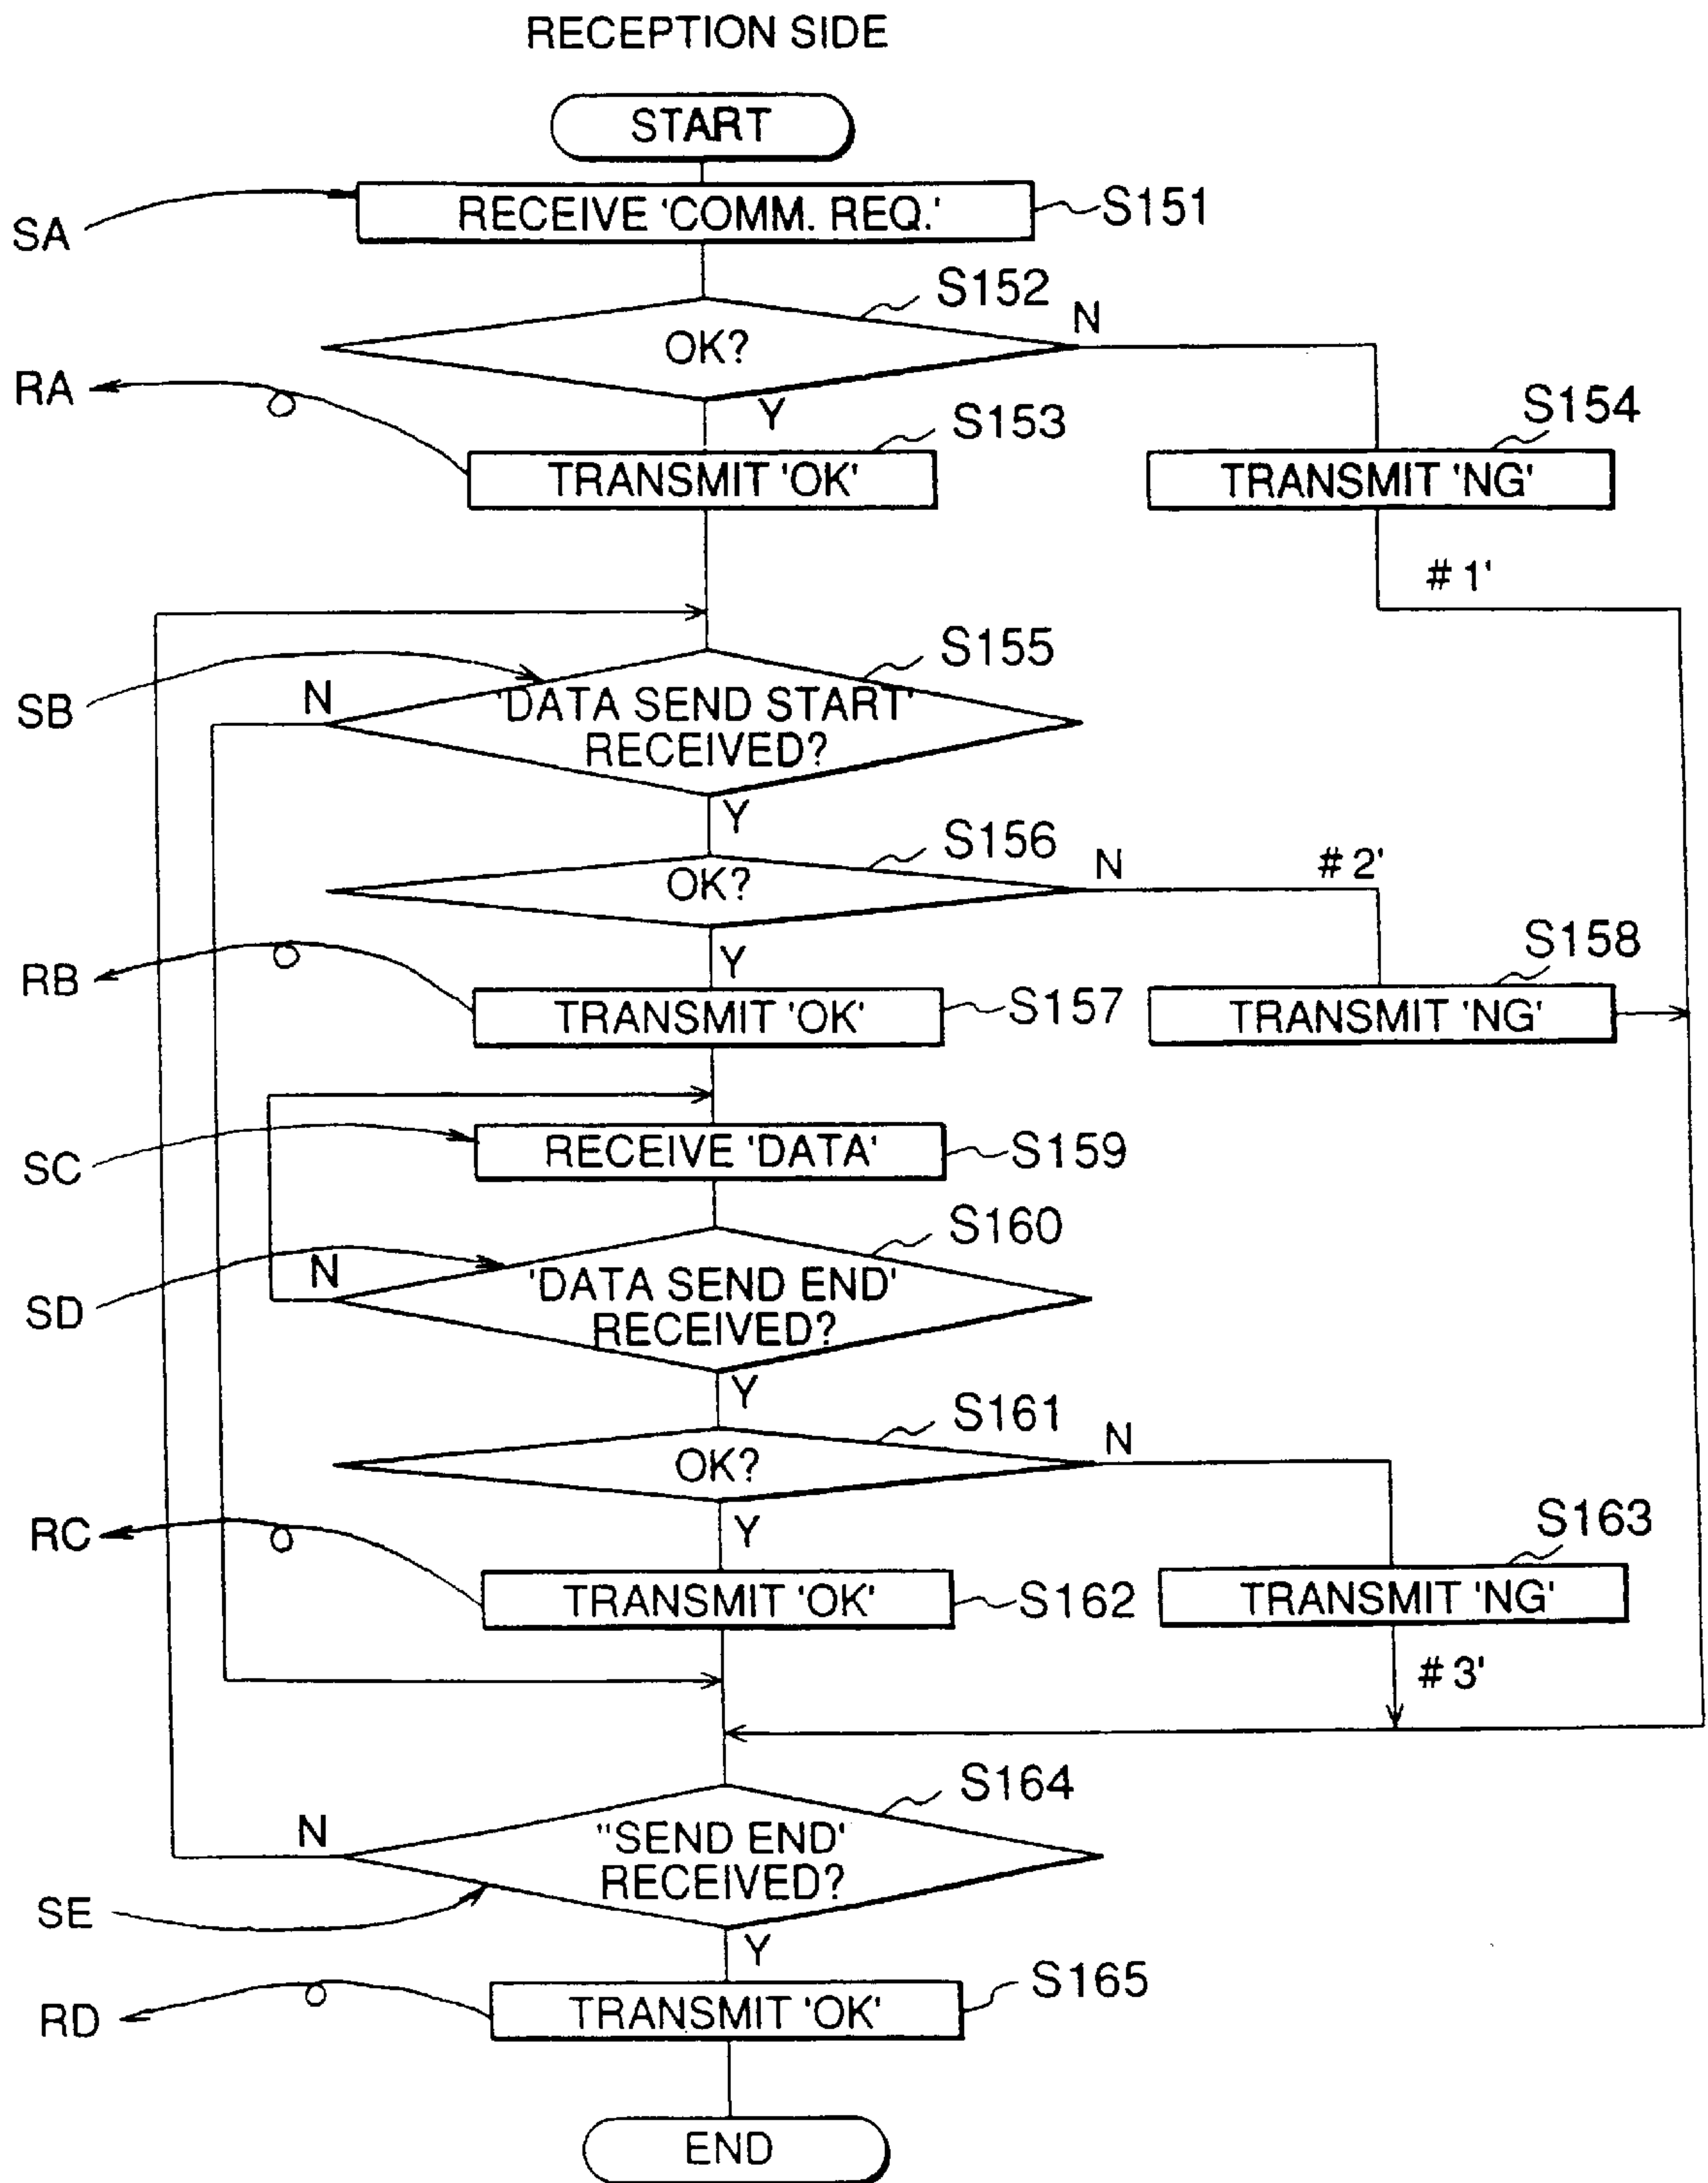 RECEPTION SIDE
START
SA
RECEIVE 'COMM. REQ.'
S151
S152
OK?
N
RA
Y
S153
S154
TRANSMIT 'OK'
TRANSMIT 'NG'
# 1'
S155
SB
N
'DATA SEND START'
RECEIVED?
Y
S156
OK?
N
# 2'
RB
Y
S158
TRANSMIT 'OK'
S157
TRANSMIT 'NG'
SC
RECEIVE 'DATA'
S159
S160
SD
N
'DATA SEND END'
RECEIVED?
Y
S161
OK?
N
RC
Y
S163
TRANSMIT 'OK'
S162
TRANSMIT 'NG'
# 3'
S164
N
"SEND END'
RECEIVED?
SE
Y
S165
RD
TRANSMIT 'OK'
END